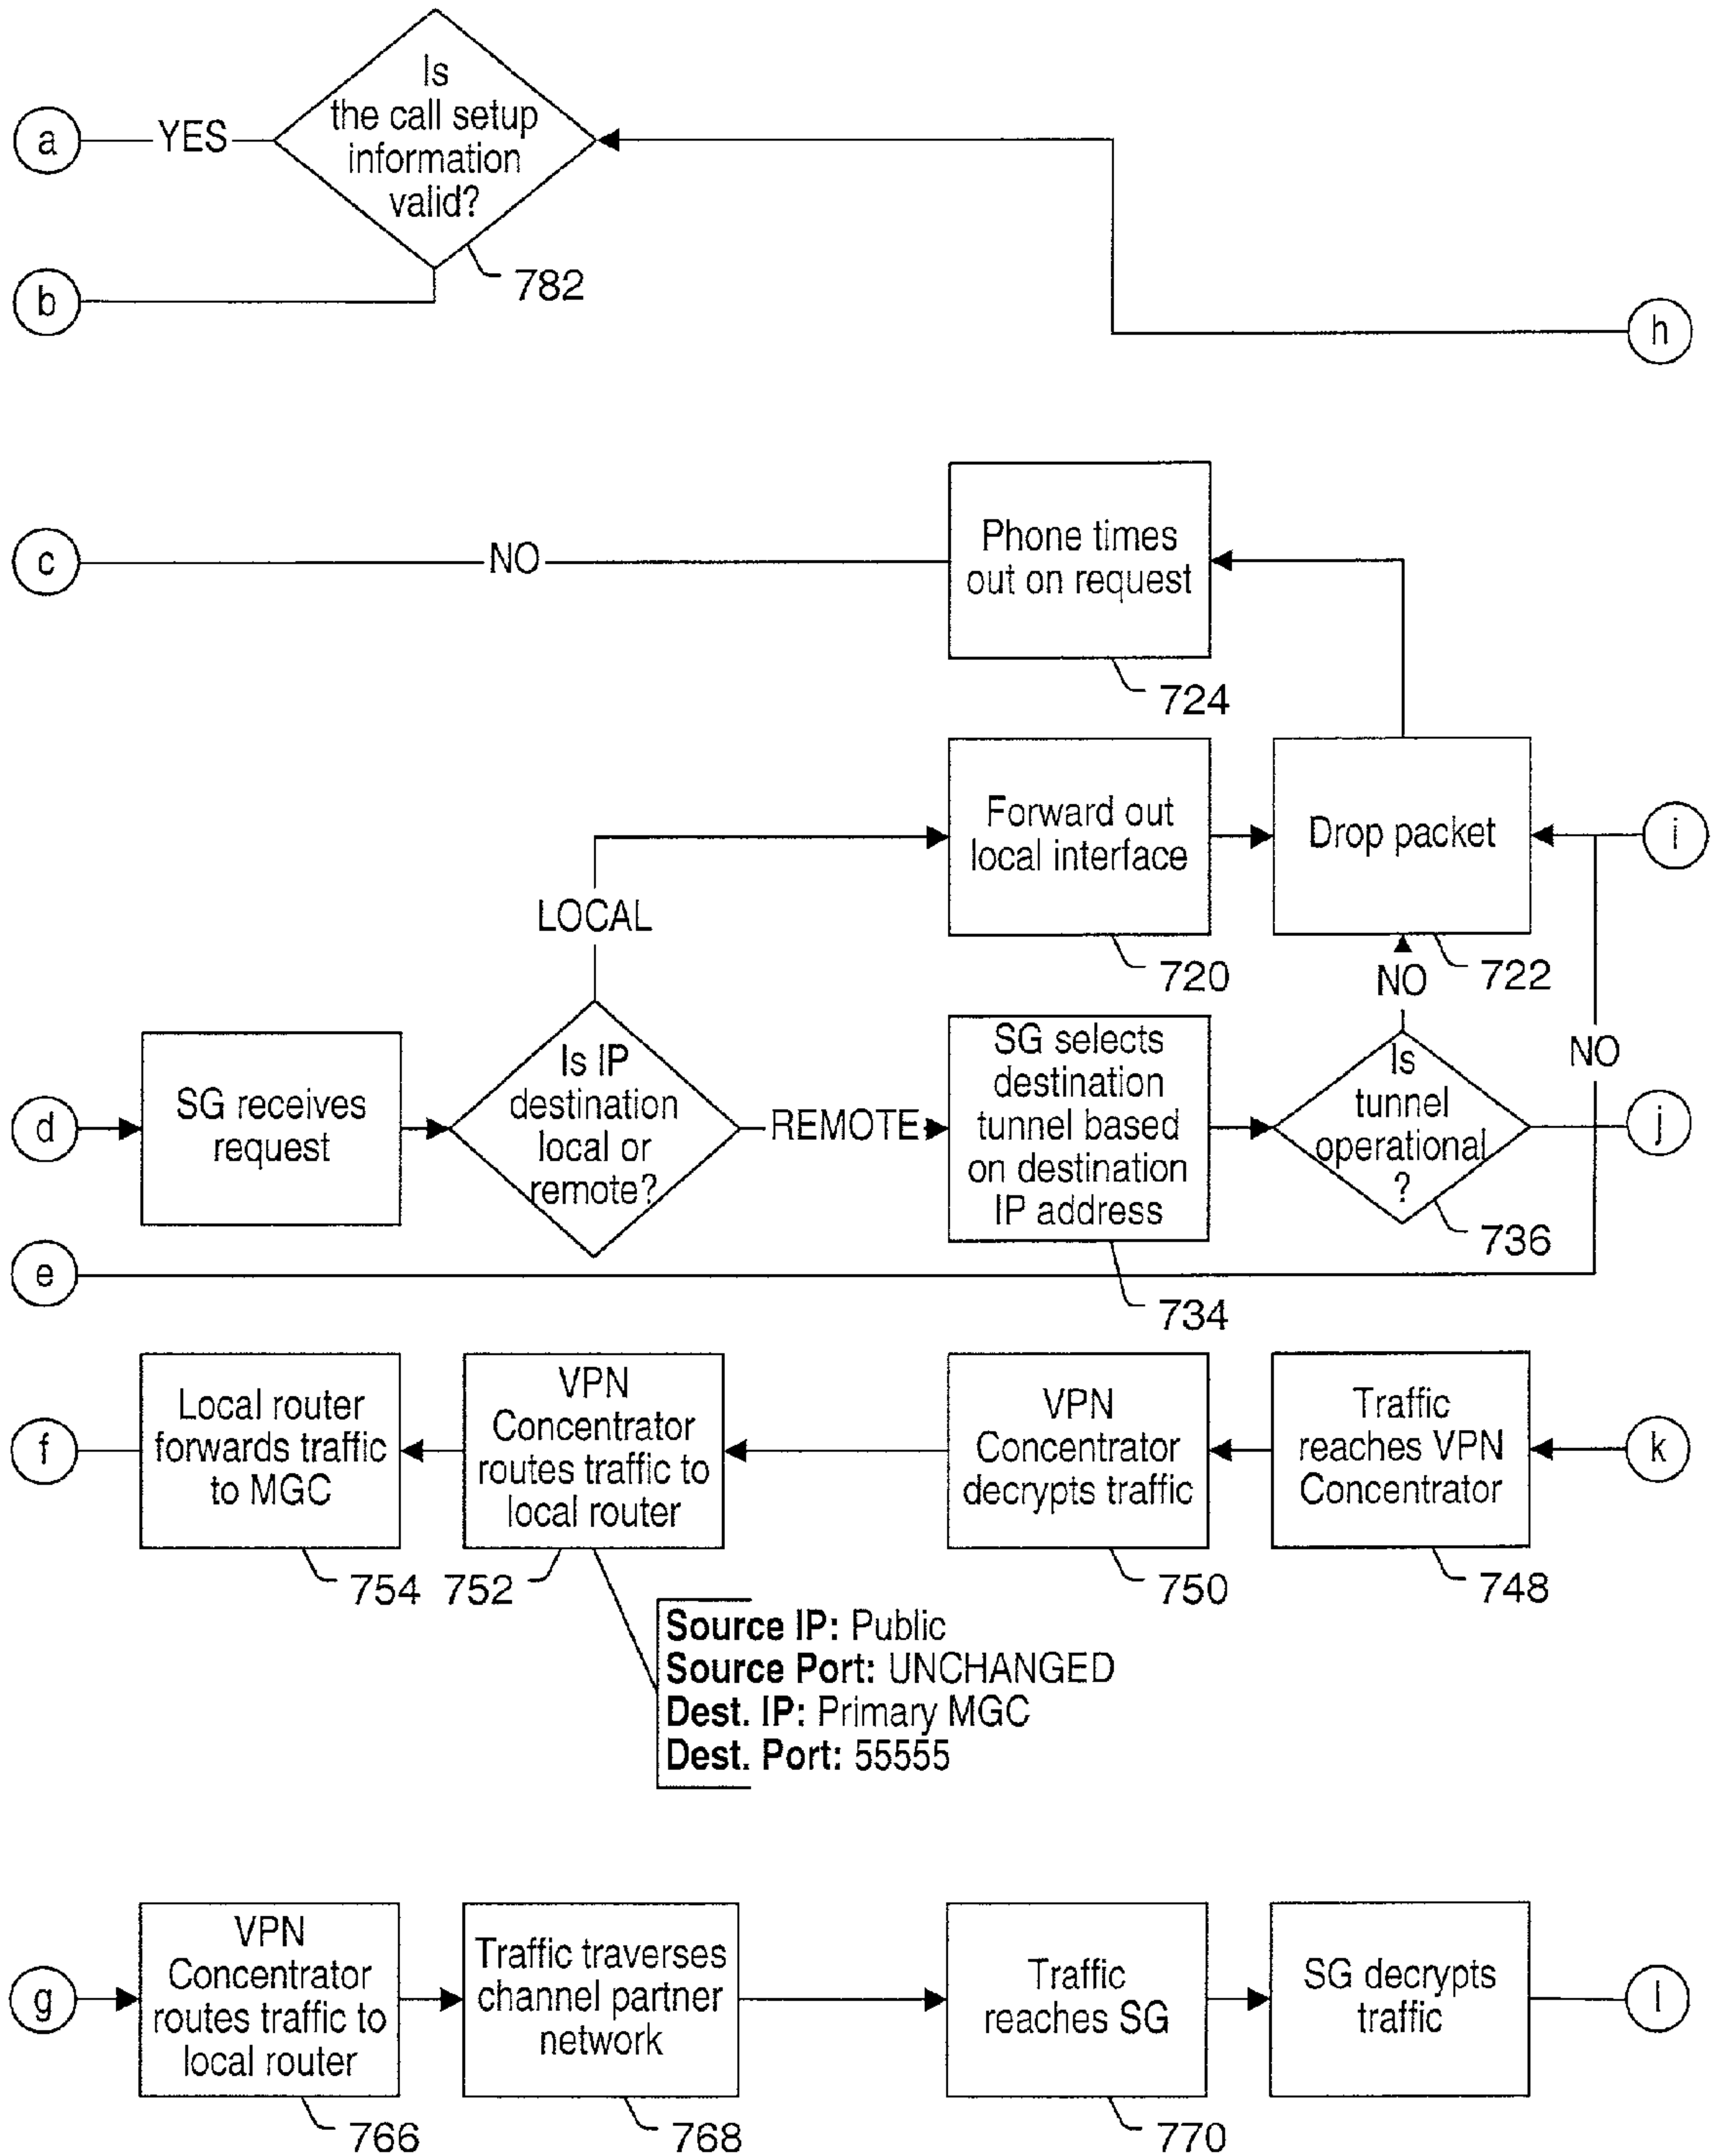 Is
the call setup
information
valid?
a
YES
782
b
h
Phone times
out on request
c
NO
724
Forward out
local interface
Drop packet
i
LOCAL
720
NO
722
SG receives
request
Is IP
destination
local or
remote?
REMOTE
SG selects
destination
tunnel based
on destination
IP address
Is
tunnel
operational
?
NO
d
j
736
e
734
Local router
forwards traffic
to MGC
VPN
Concentrator
routes traffic to
local router
VPN
Concentrator
decrypts traffic
Traffic
reaches VPN
Concentrator
f
k
754
752
750
748
Source IP: Public
Source Port: UNCHANGED
Dest. IP: Primary MGC
Dest. Port: 55555
g
VPN
Concentrator
routes traffic to
local router
Traffic traverses
channel partner
network
Traffic
reaches SG
SG decrypts
traffic
l
766
768
770